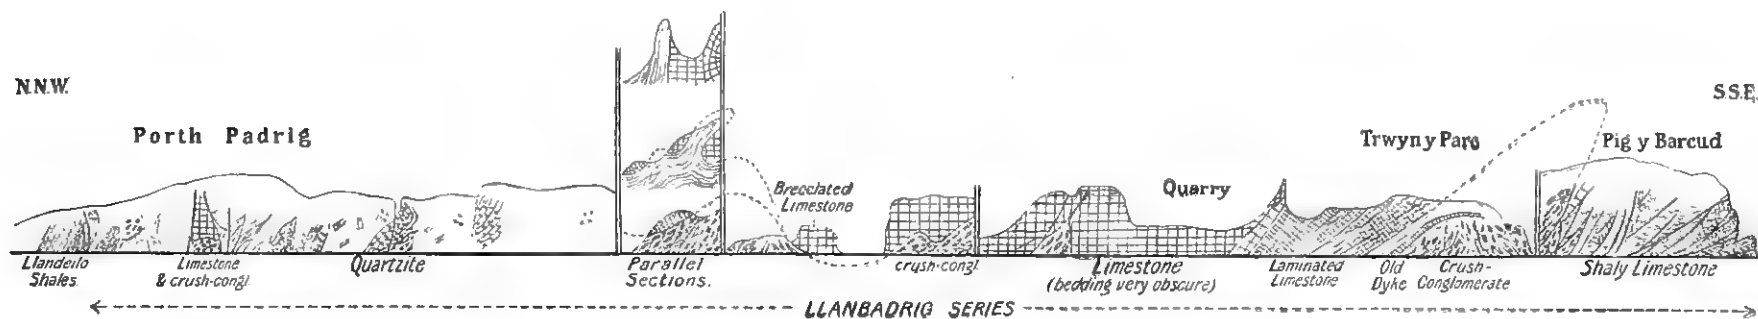 N.N.W.
S.S.E.
Porth Padrig
Trwyn y Parc
Pig y Barcud
Brecciated
Limestone
Quarry
Llandeilo
Shales.
Limestone
& crush-congl.
Quartzite
Parallel
Sections.
crush-congl.
Limestone
(bedding very obscure)
Laminated
Limestone
Old
Dyke
Crush-
Conglomerate
Shaly Limestone
LLANBADRIG SERIES